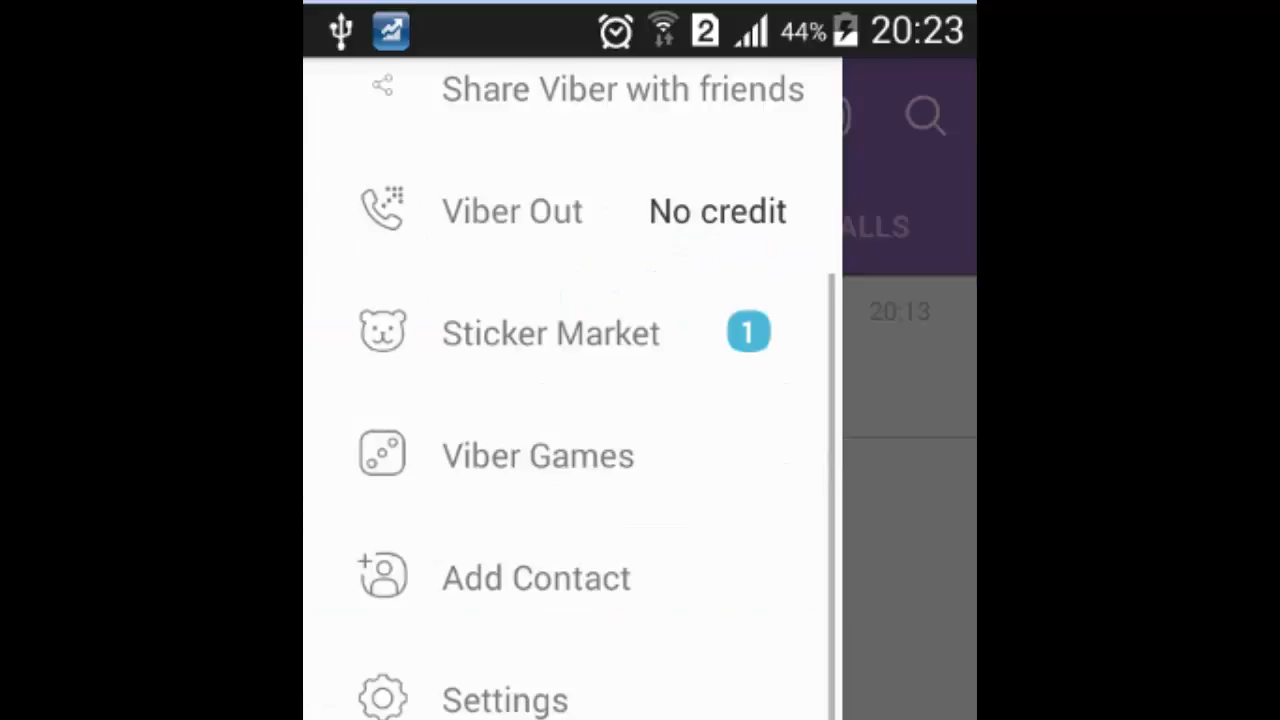 2 44% 20:23
Share Viber with friends
Viber Out No credit
ALLS
Sticker Market 1
20:13
Viber Games
Add Contact
Settings